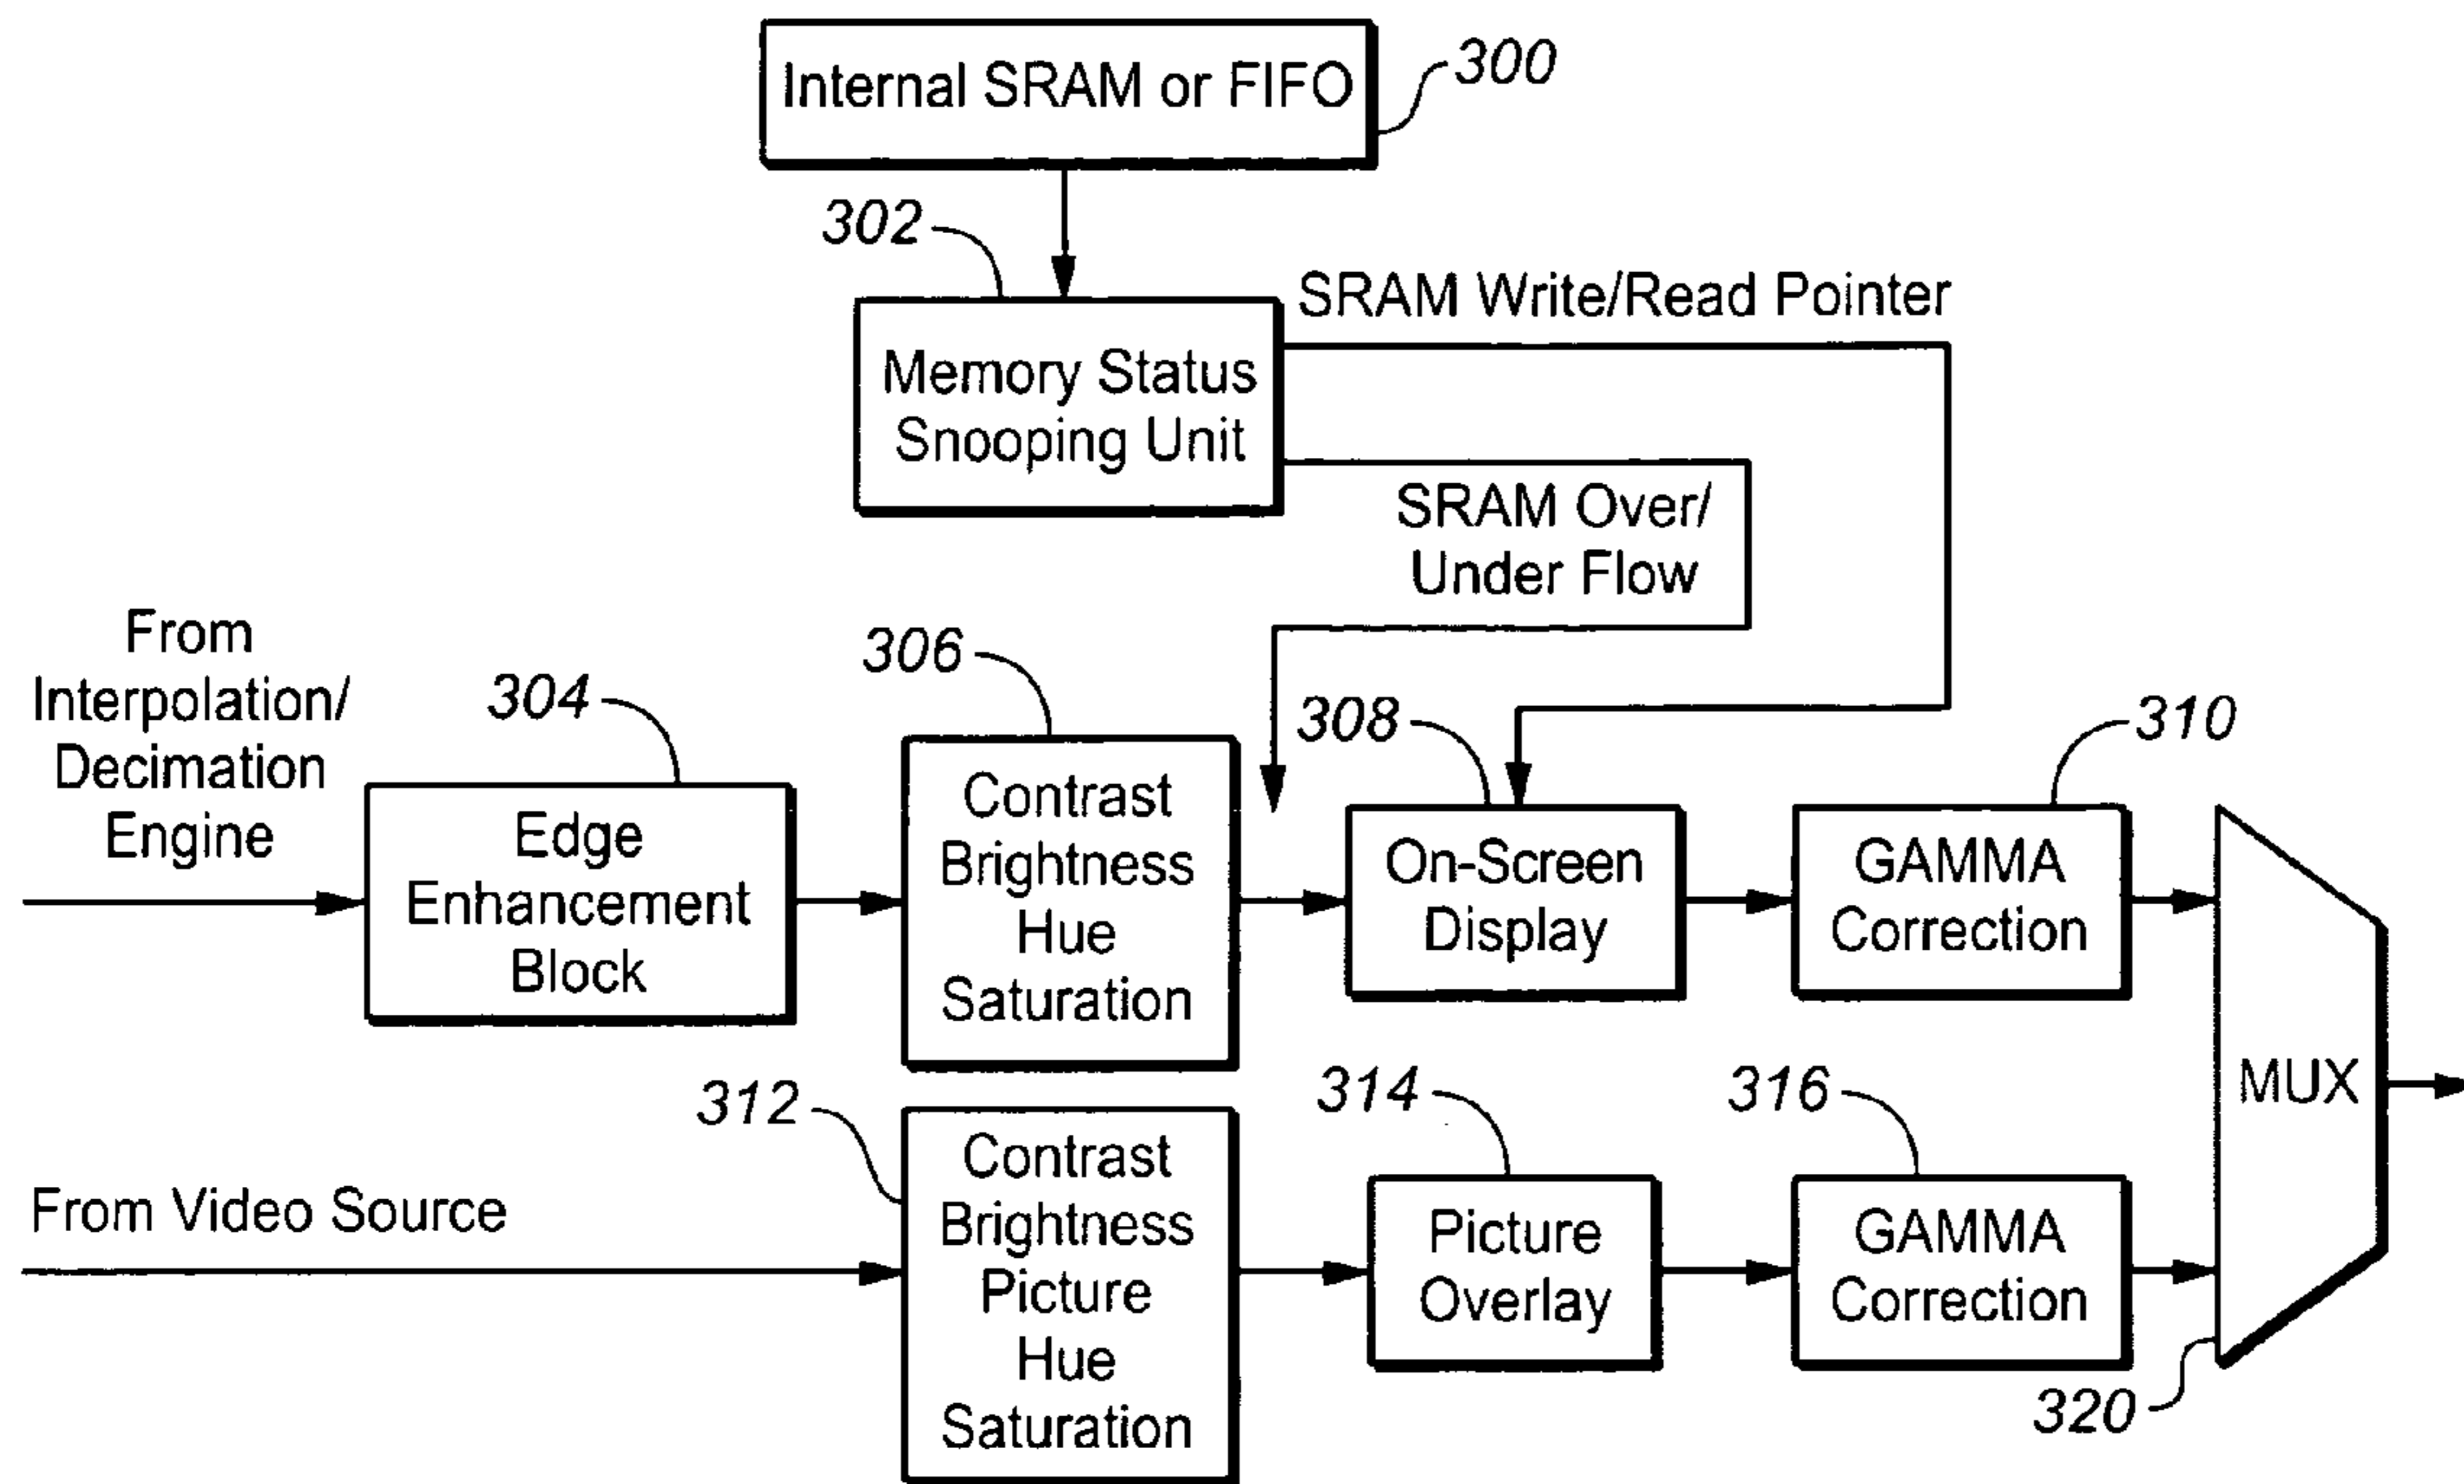 Internal SRAM or FIFO
300
302
SRAM Write/Read Pointer
Memory Status
Snooping Unit
SRAM Over/
Under Flow
From
Interpolation/
Decimation
Engine
304
306
308
310
Edge
Enhancement
Block
Contrast
Brightness
Hue
Saturation
On-Screen
Display
GAMMA
Correction
MUX
312
314
316
From Video Source
Contrast
Brightness
Picture
Hue
Saturation
Picture
Overlay
GAMMA
Correction
320